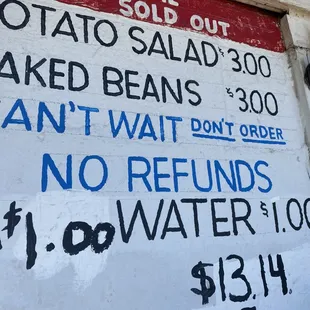 SOLD OUT
OTATO SALAD $3.00
AKED BEANS $3.00
AN'T WAIT DON'T ORDER
NO REFUNDS
$1.00 WATER $1.00
$13.14